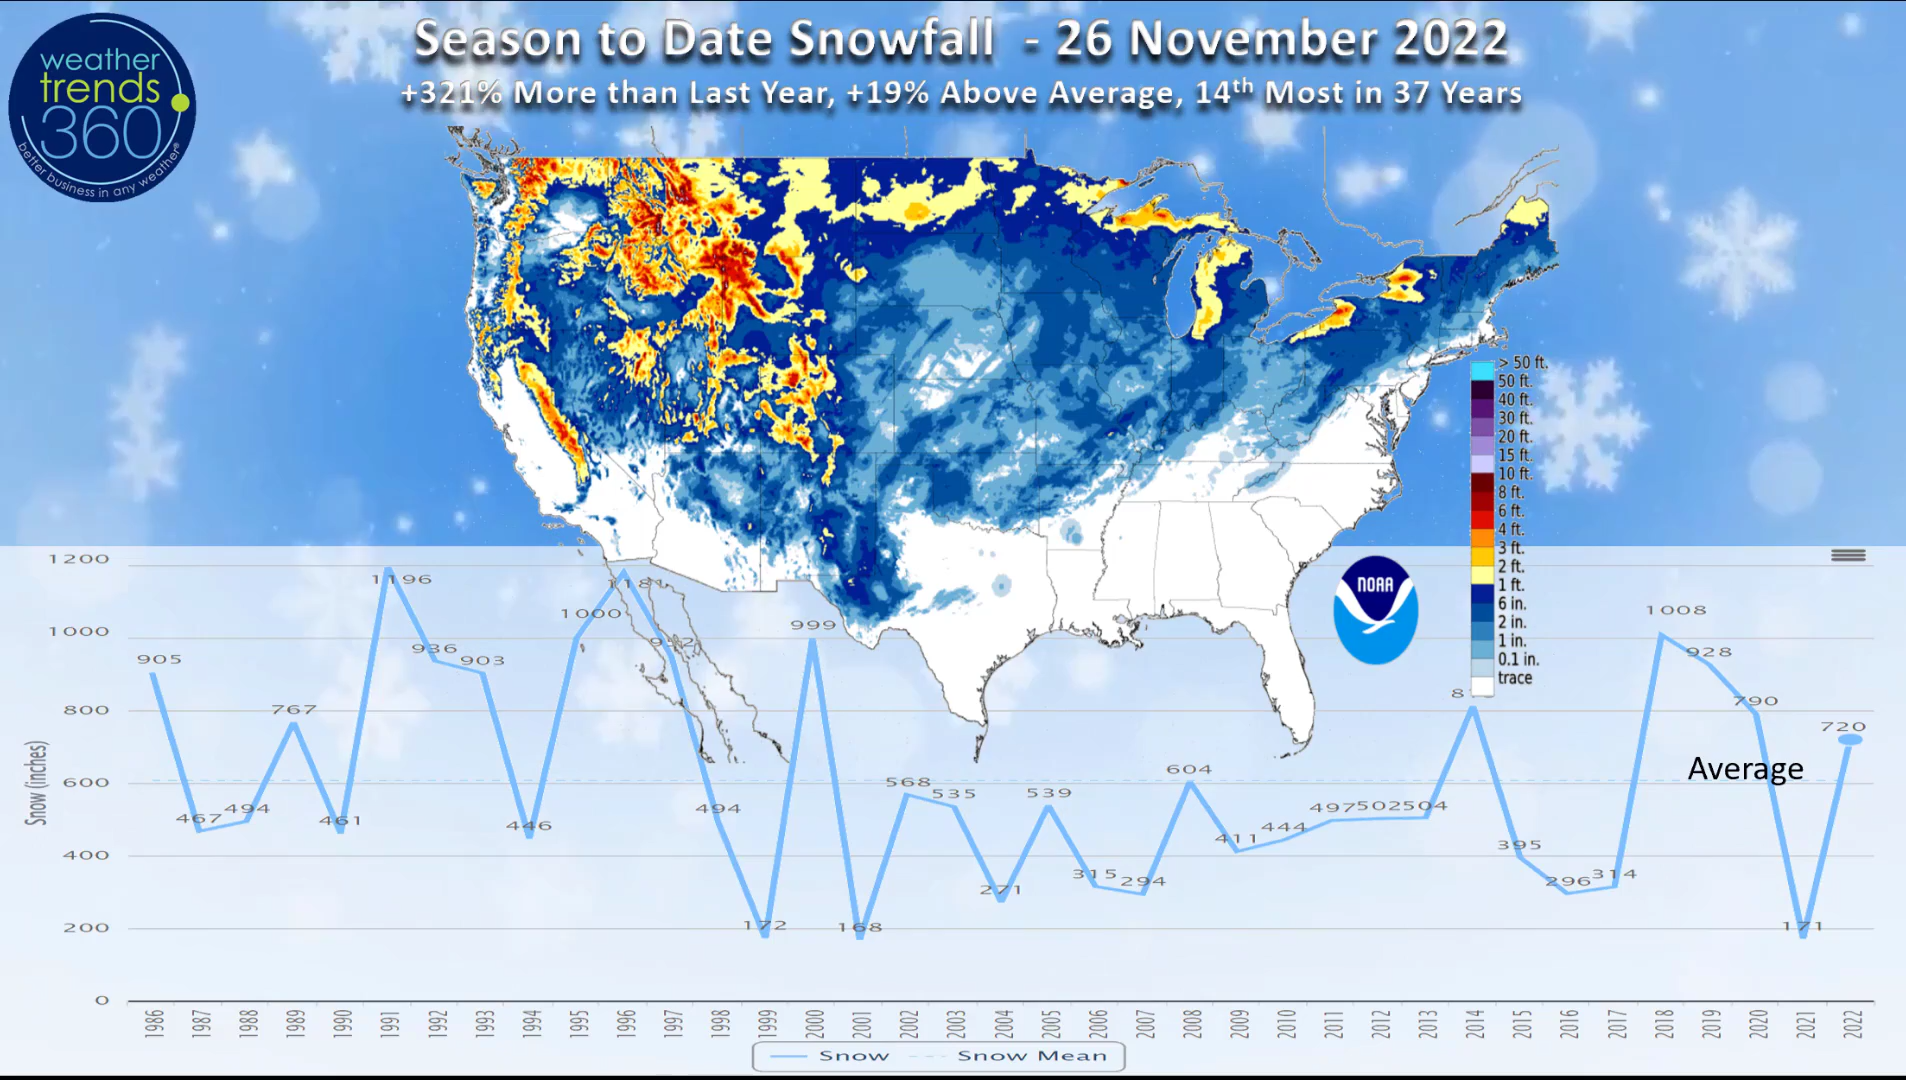 weather
trends
360
better business in any weather®
Season to Date Snowfall - 26 November 2022
+321% More than Last Year, +19% Above Average, 14th Most in 37 Years
> 50 ft.
50 ft.
40 ft.
30 ft.
20 ft.
15 ft.
10 ft.
8 ft.
6 ft.
4 ft.
3 ft.
2 ft.
1 ft.
6 in.
2 in.
1 in.
0.1 in.
trace
NOAA
Snow (inches)
1200
1000
800
600
400
200
0
905
467
494
767
461
1196
936
903
446
1000
1181
952
494
172
999
168
568
535
271
539
315
294
604
411
444
497
502
504
395
296
314
1008
928
790
171
720
Average
1986 1987 1988 1989 1990 1991 1992 1993 1994 1995 1996 1997 1998 1999 2000 2001 2002 2003 2004 2005 2006 2007 2008 2009 2010 2011 2012 2013 2014 2015 2016 2017 2018 2019 2020 2021 2022
Snow Snow Mean